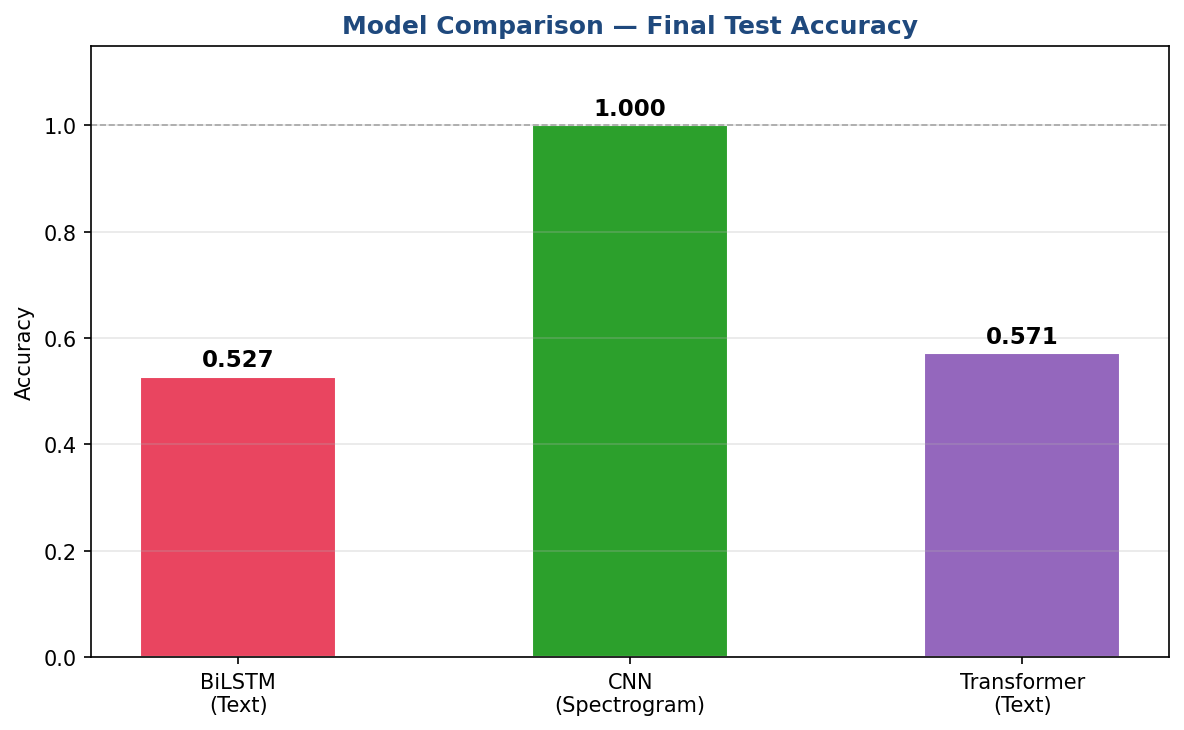 Model Comparison — Final Test Accuracy
1.000
1.0
0.8
0.6
0.571
0.527
0.4
0.2
0.0
Accuracy
BiLSTM
(Text)
CNN
(Spectrogram)
Transformer
(Text)